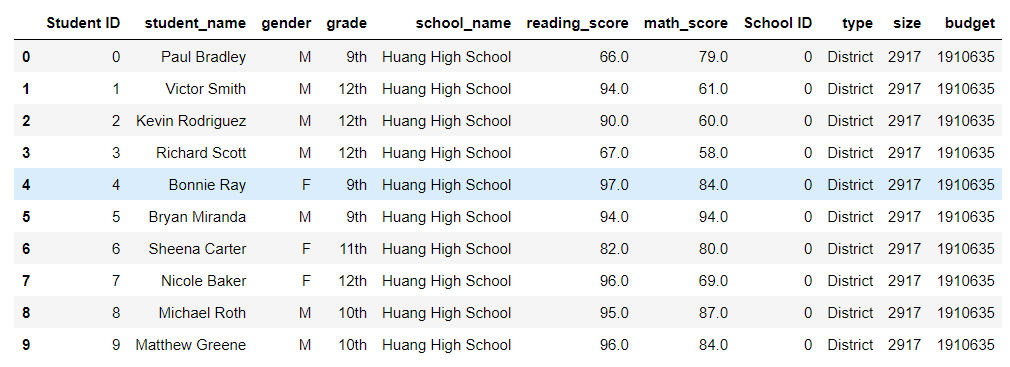 Student ID student_name gender grade school_name reading_score math_score School ID type size budget
0 0 Paul Bradley M 9th Huang High School 66.0 79.0 0 District 2917 1910635
1 1 Victor Smith M 12th Huang High School 94.0 61.0 0 District 2917 1910635
2 2 Kevin Rodriguez M 12th Huang High School 90.0 60.0 0 District 2917 1910635
3 3 Richard Scott M 12th Huang High School 67.0 58.0 0 District 2917 1910635
4 4 Bonnie Ray F 9th Huang High School 97.0 84.0 0 District 2917 1910635
5 5 Bryan Miranda M 9th Huang High School 94.0 94.0 0 District 2917 1910635
6 6 Sheena Carter F 11th Huang High School 82.0 80.0 0 District 2917 1910635
7 7 Nicole Baker F 12th Huang High School 96.0 69.0 0 District 2917 1910635
8 8 Michael Roth M 10th Huang High School 95.0 87.0 0 District 2917 1910635
9 9 Matthew Greene M 10th Huang High School 96.0 84.0 0 District 2917 1910635